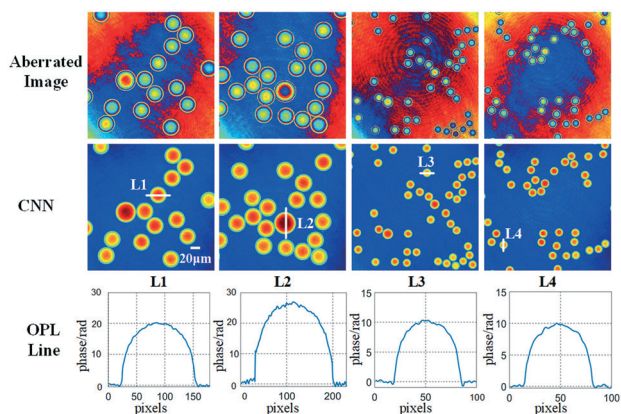 Aberrated
Image
CNN
L1
20μm
L2
L3
L4
OPL
Line
L1
L2
L3
L4
phase/rad
30
20
10
0
0
50
100
150
pixels
phase/rad
30
20
10
0
0
100
200
pixels
phase/rad
15
10
5
0
0
50
100
pixels
phase/rad
15
10
5
0
0
50
100
pixels